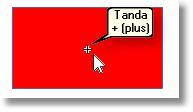 Tanda
+ (plus)